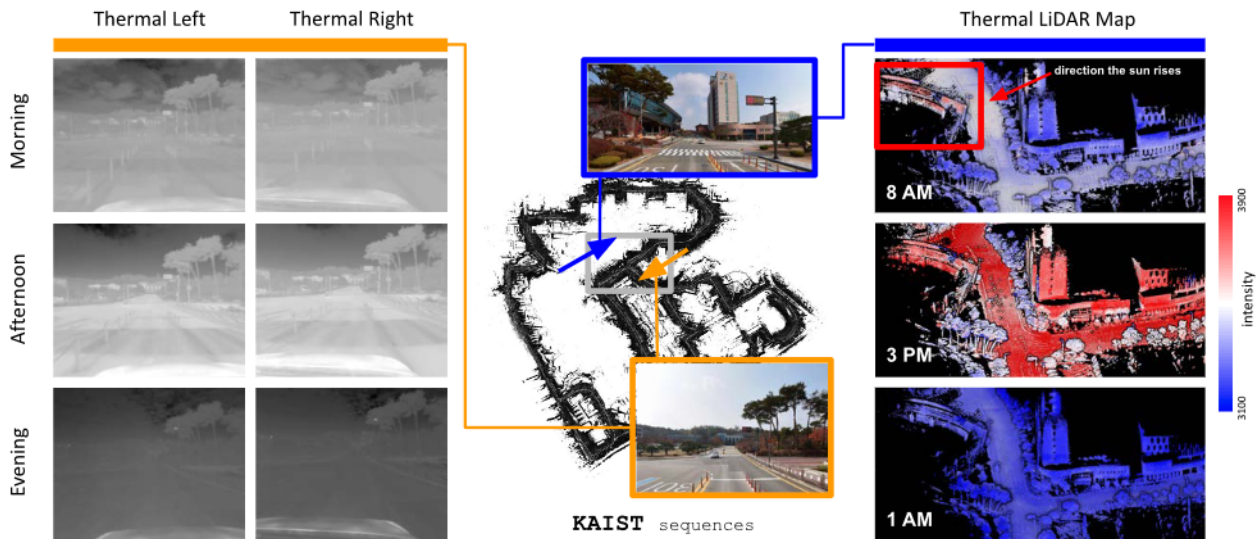 Thermal Left
Thermal Right
Thermal LiDAR Map
Morning
Afternoon
Evening
direction the sun rises
8 AM
3 PM
1 AM
3900
intensity
3100
KAIST sequences